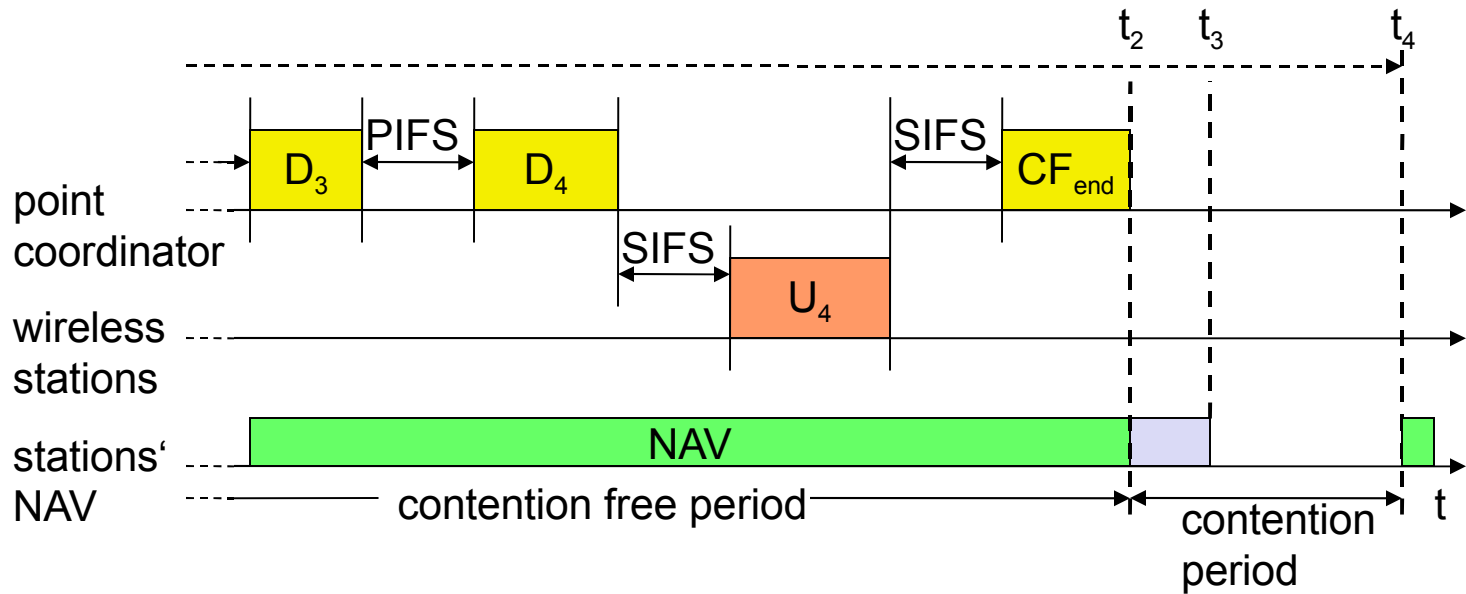 t₂ t₃ t₄
PIFS SIFS
D₃ D₄ CFend
point
coordinator
SIFS
U₄
wireless
stations
NAV
stations‘
NAV
contention free period
contention
period
t